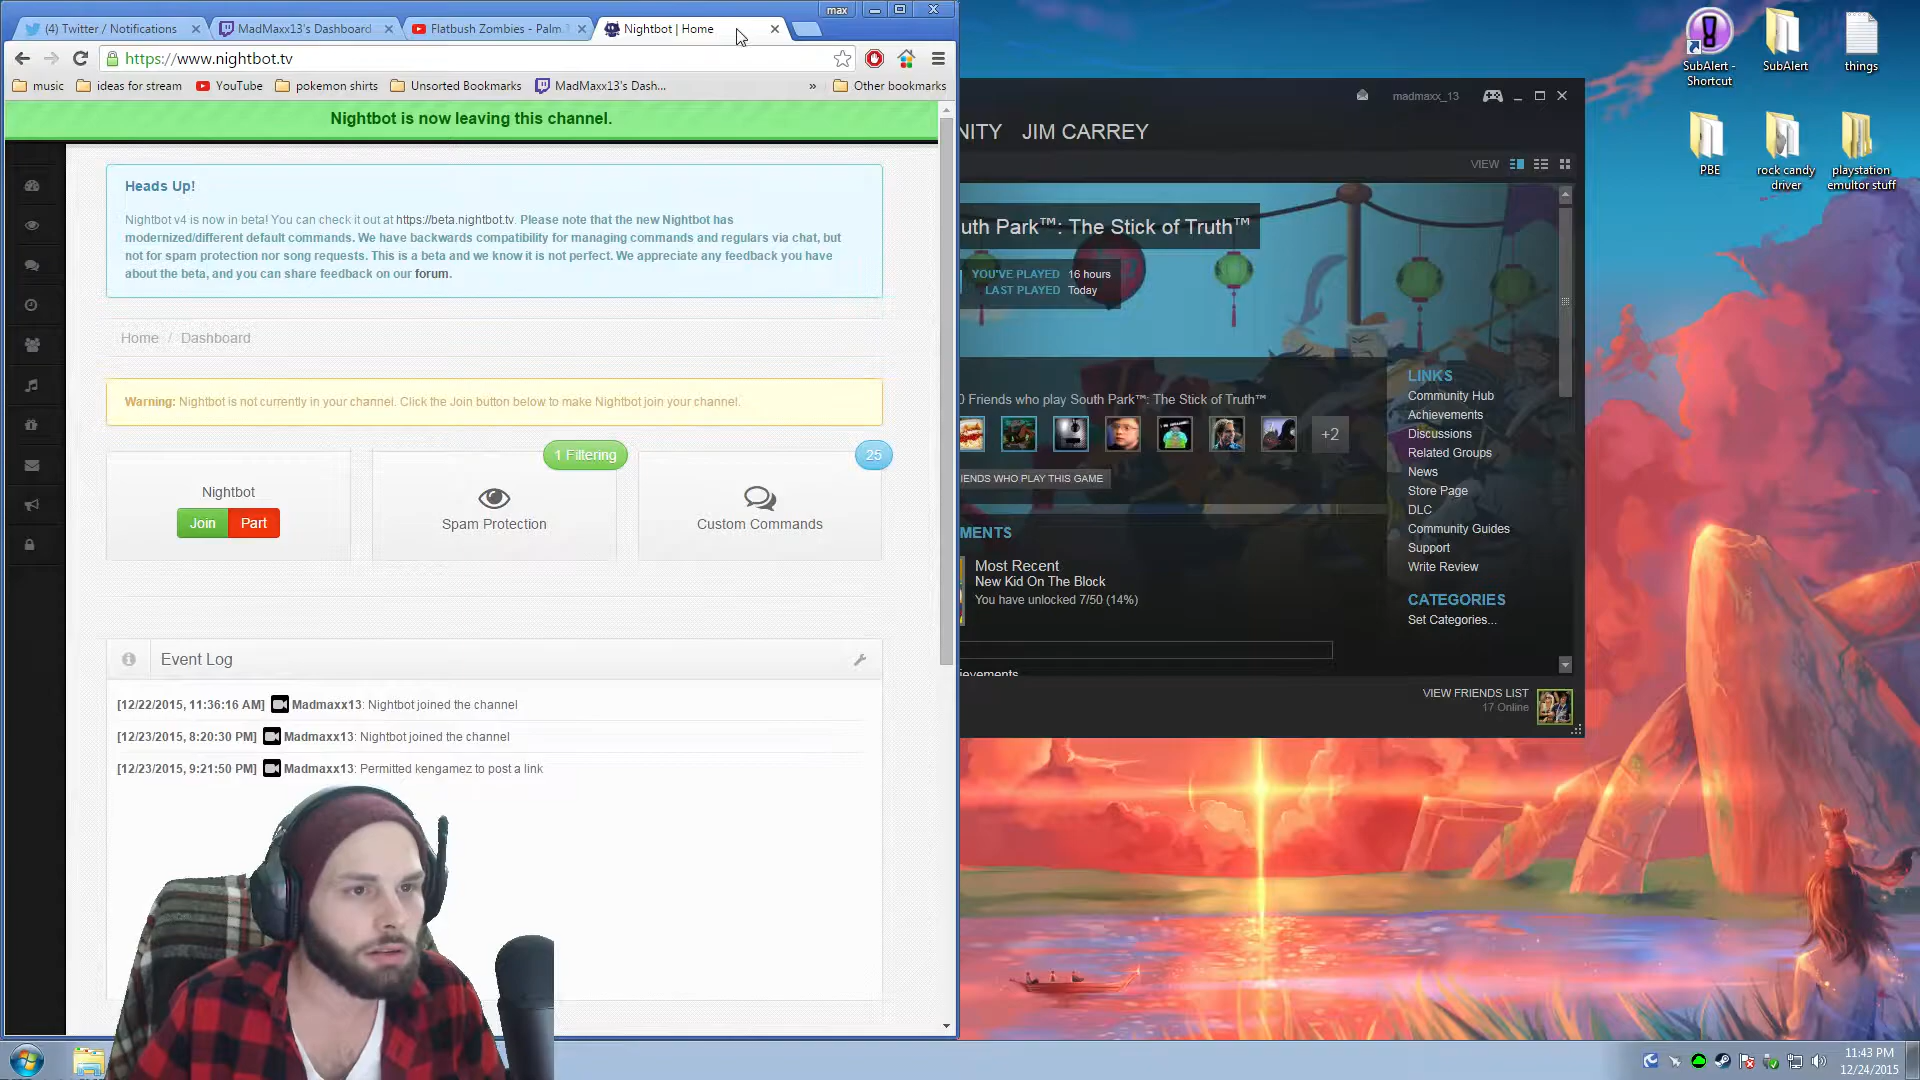 max
(4) Twitter / Notifications
MadMaxx13's Dashboard
Flatbush Zombies - Palm T
Nightbot | Home
https://www.nightbot.tv
music
ideas for stream
YouTube
pokemon shirts
Unsorted Bookmarks
MadMaxx13's Dash...
»
Other bookmarks
Nightbot is now leaving this channel.
Heads Up!
Nightbot v4 is now in beta! You can check it out at https://beta.nightbot.tv. Please note that the new Nightbot has
modernized/different default commands. We have backwards compatibility for managing commands and regulars via chat, but
not for spam protection nor song requests. This is a beta and we know it is not perfect. We appreciate any feedback you have
about the beta, and you can share feedback on our forum.
Home / Dashboard
Warning: Nightbot is not currently in your channel. Click the Join button below to make Nightbot join your channel.
Nightbot
Join Part
1 Filtering
Spam Protection
25
Custom Commands
Event Log
[12/22/2015, 11:36:16 AM] Madmaxx13: Nightbot joined the channel
[12/23/2015, 8:20:30 PM] Madmaxx13: Nightbot joined the channel
[12/23/2015, 9:21:50 PM] Madmaxx13: Permitted kengamez to post a link
madmaxx_13
NITY JIM CARREY
VIEW
uth Park™: The Stick of Truth™
YOU'VE PLAYED 16 hours
LAST PLAYED Today
0 Friends who play South Park™: The Stick of Truth™
+2
IENDS WHO PLAY THIS GAME
MENTS
Most Recent
New Kid On The Block
You have unlocked 7/50 (14%)
ievements
LINKS
Community Hub
Achievements
Discussions
Related Groups
News
Store Page
DLC
Community Guides
Support
Write Review
CATEGORIES
Set Categories...
VIEW FRIENDS LIST
17 Online
SubAlert -
Shortcut
SubAlert
things
PBE
rock candy
driver
playstation
emultor stuff
11:43 PM
12/24/2015